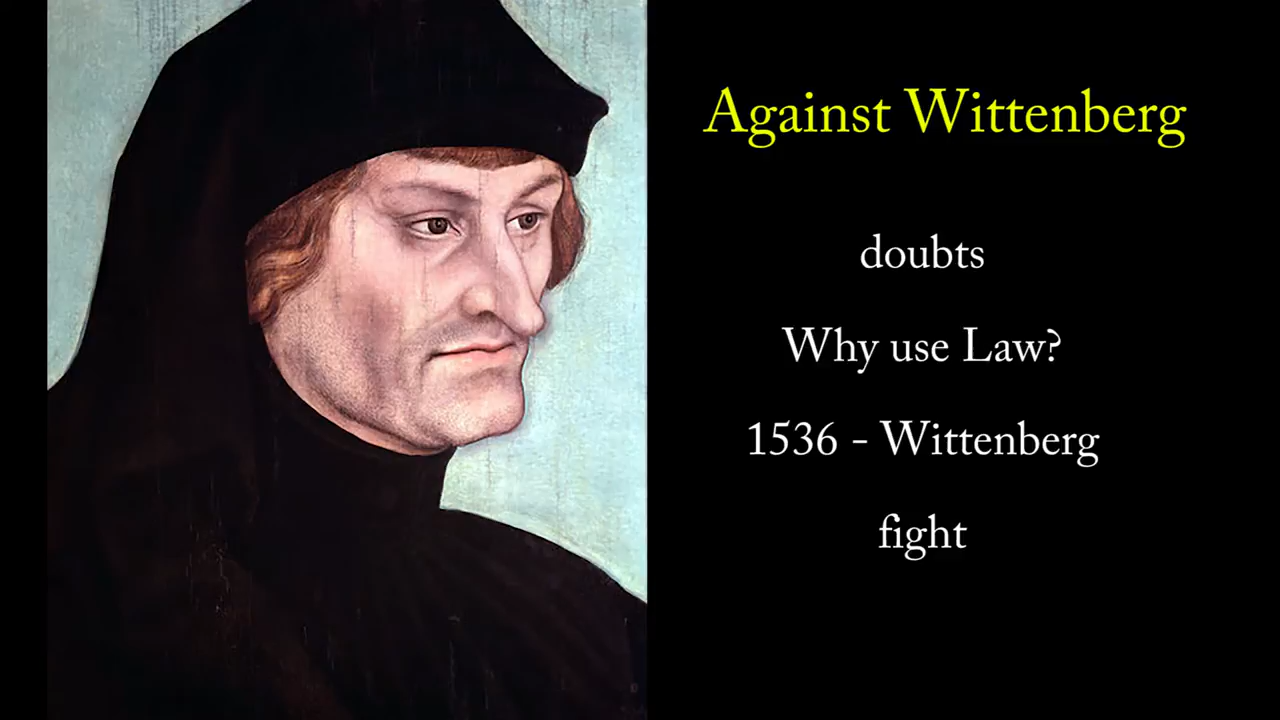 Against Wittenberg
doubts
Why use Law?
1536 - Wittenberg
fight